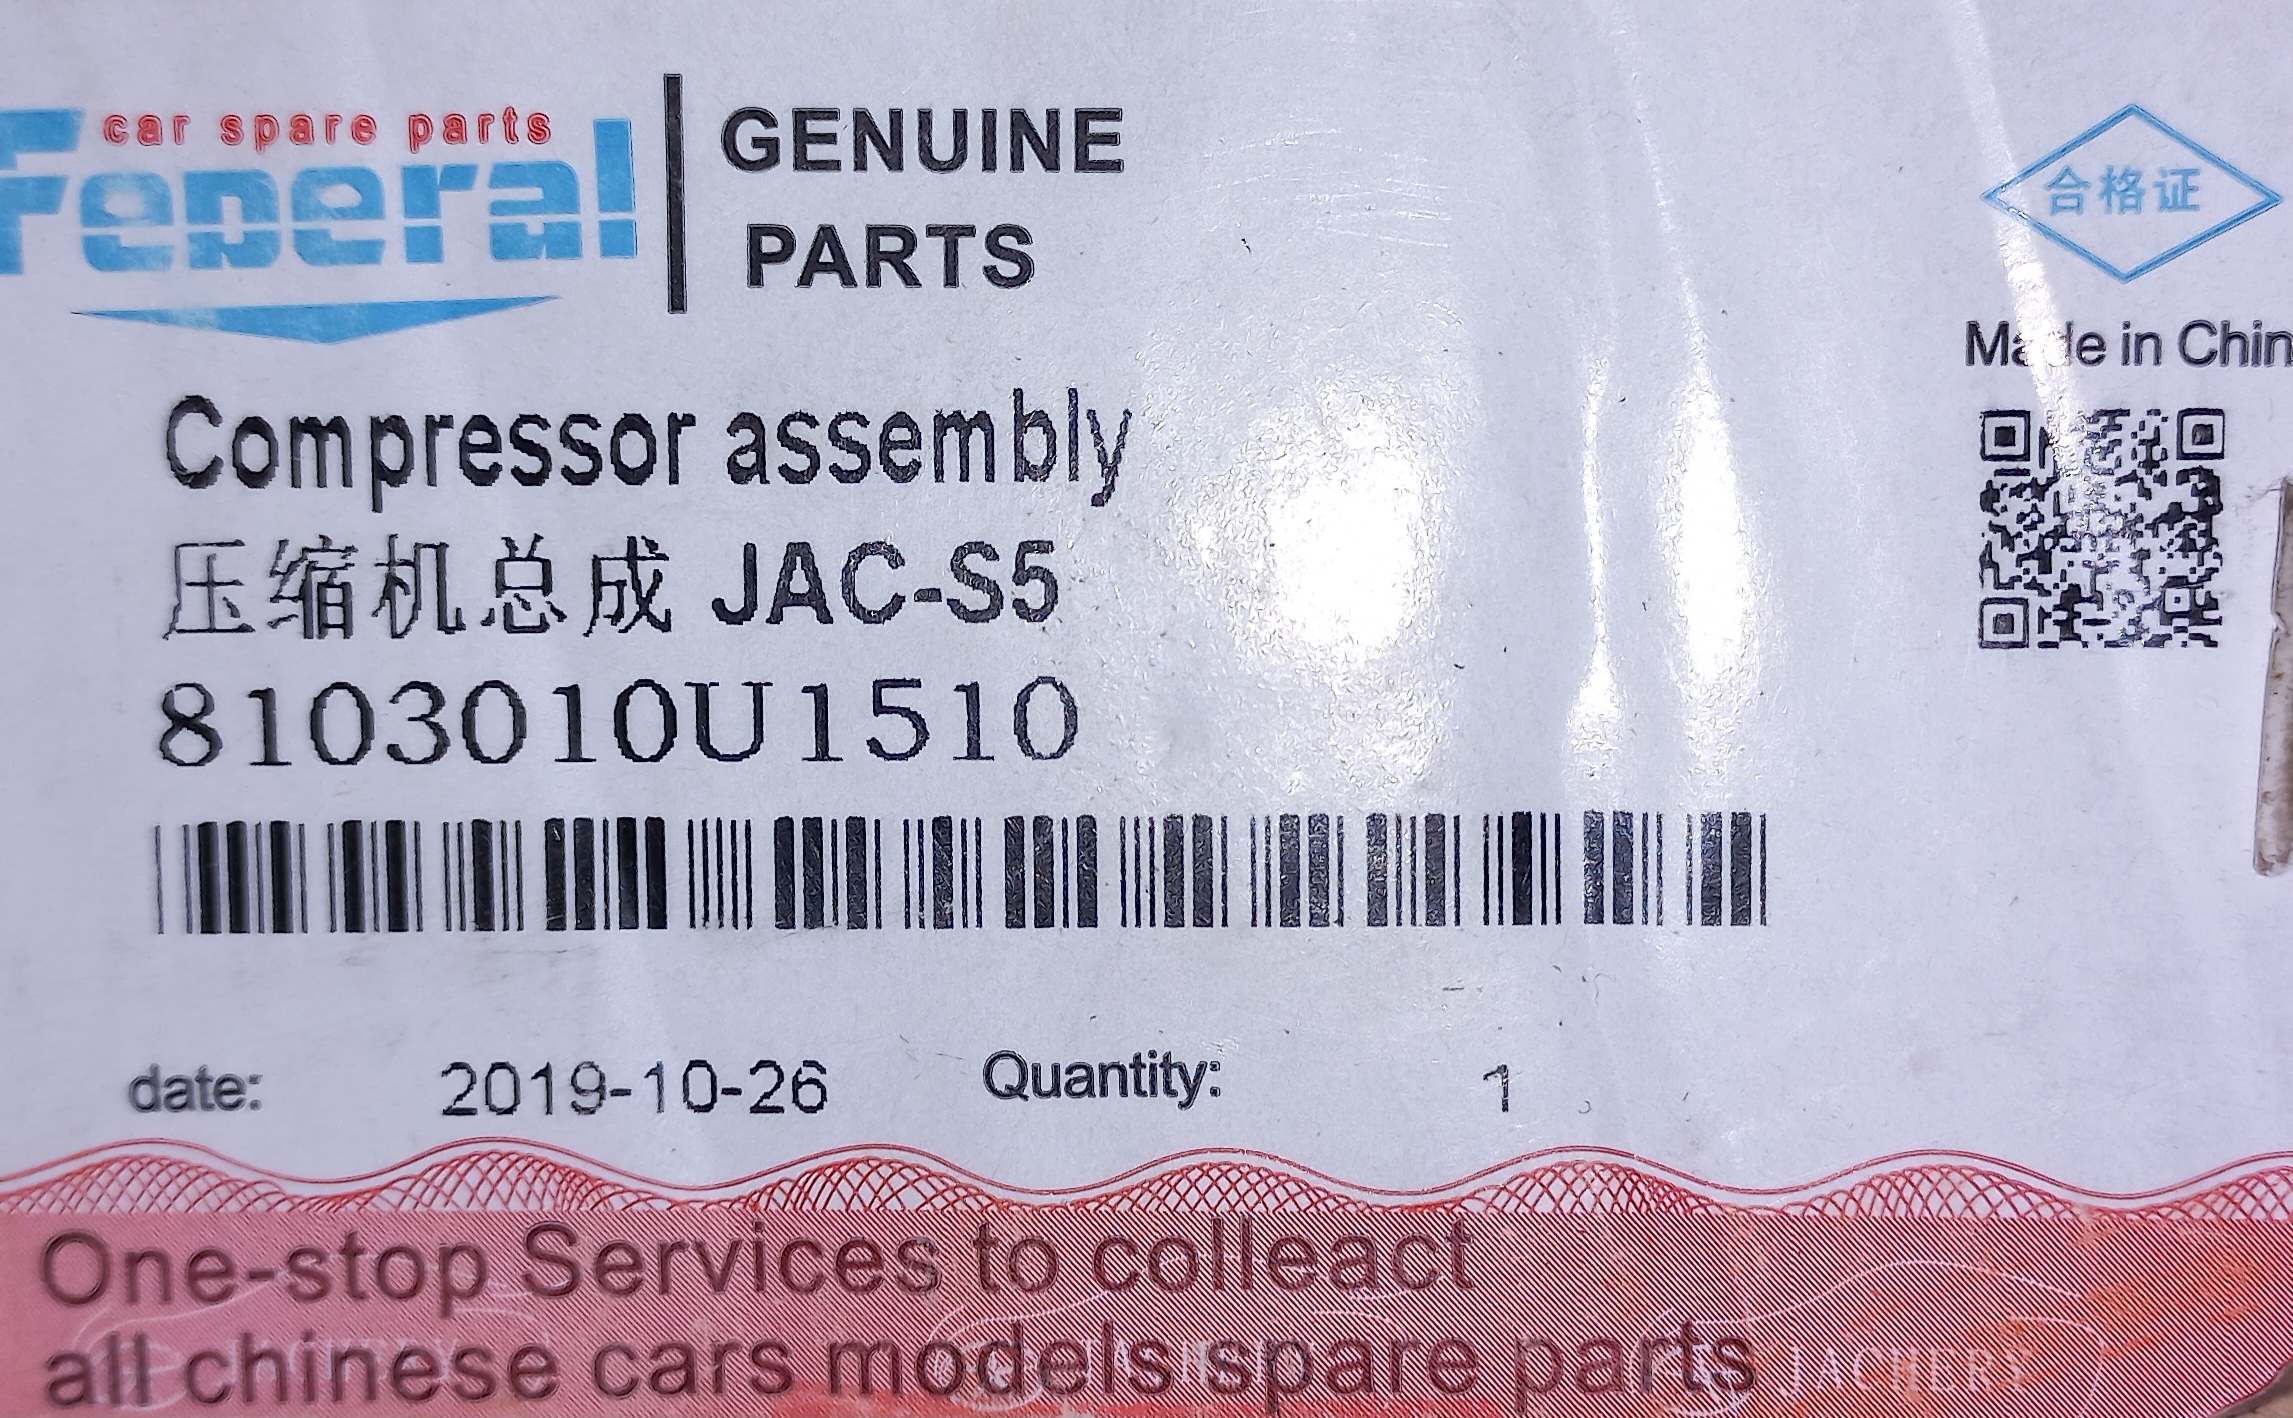 car spare parts
Federal
GENUINE
PARTS
合格证
Made in Chin
Compressor assembly
压缩机总成 JAC-S5
8103010U1510
date: 2019-10-26 Quantity: 1
One-stop Services to colleact
all chinese cars models spare parts